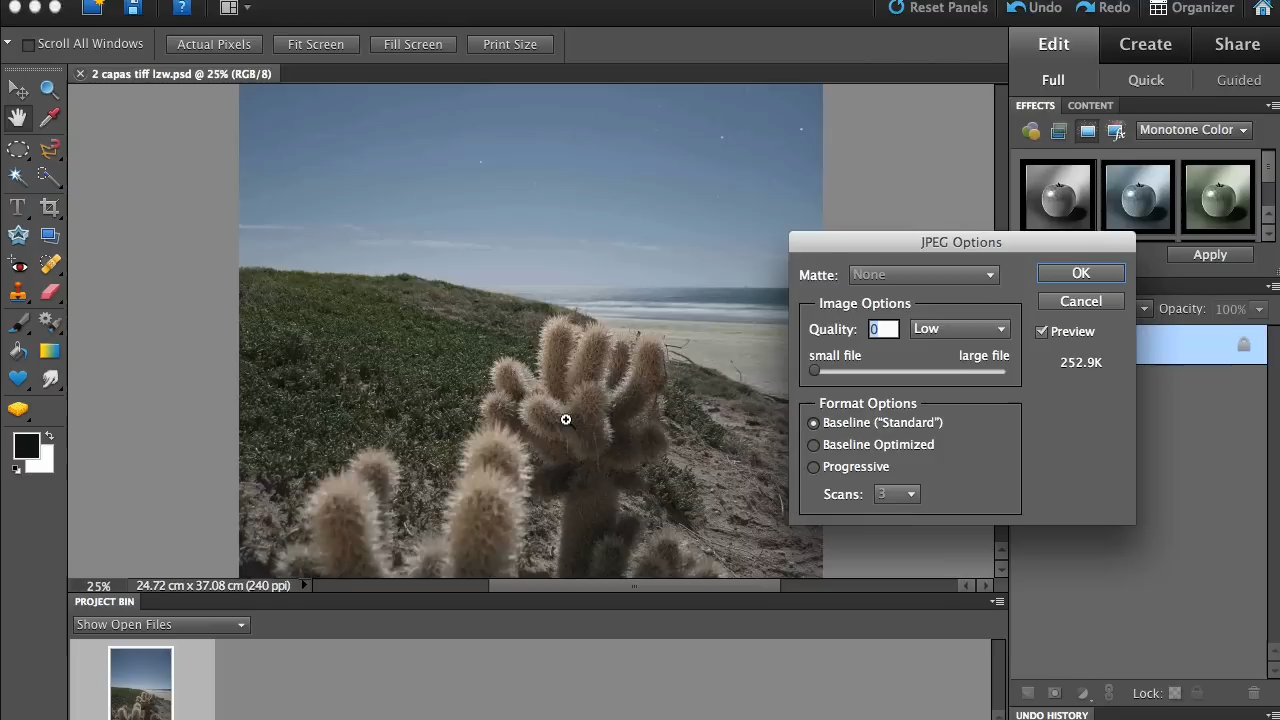 Reset Panels Undo Redo Organizer
Scroll All Windows Actual Pixels Fit Screen Fill Screen Print Size
Edit Create Share
2 capas tiff lzw.psd @ 25% (RGB/8)
Full Quick Guided
EFFECTS CONTENT
Monotone Color
Apply
JPEG Options
Matte: None
OK
Cancel
Image Options
Quality: 0 Low
Preview
small file large file
252.9K
Opacity: 100%
Format Options
Baseline (“Standard”)
Baseline Optimized
Progressive
Scans: 3
25% 24.72 cm x 37.08 cm (240 ppi)
PROJECT BIN
Show Open Files
Lock:
UNDO HISTORY